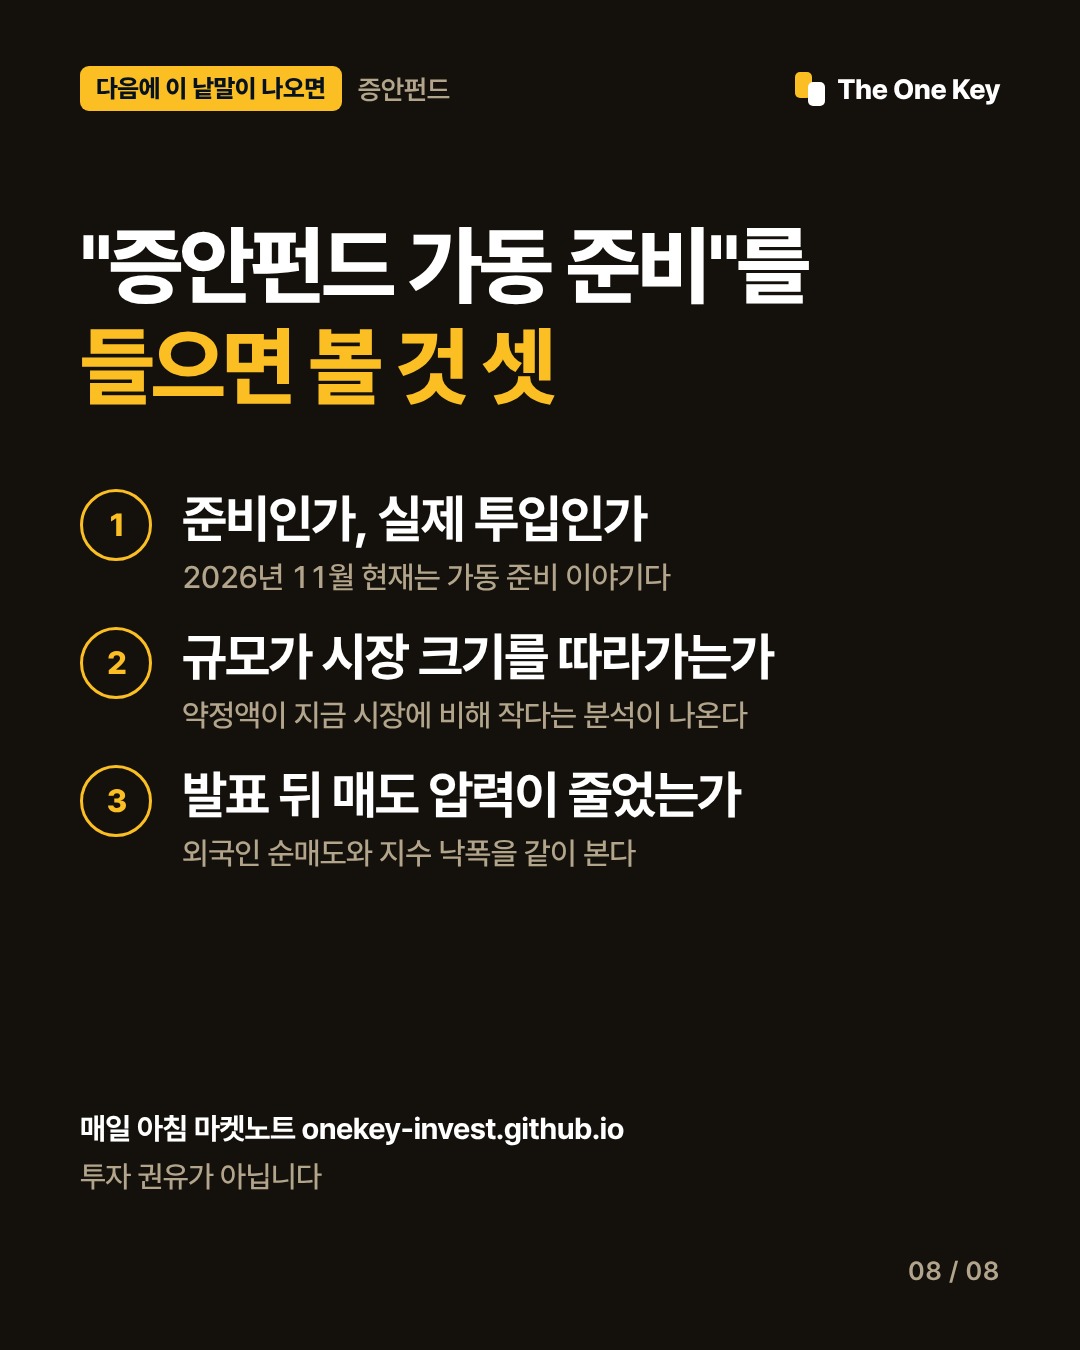 다음에 이 낱말이 나오면 증안펀드
The One Key
"증안펀드 가동 준비"를
들으면 볼 것 셋
1 준비인가, 실제 투입인가
2026년 11월 현재는 가동 준비 이야기다
2 규모가 시장 크기를 따라가는가
약정액이 지금 시장에 비해 작다는 분석이 나온다
3 발표 뒤 매도 압력이 줄었는가
외국인 순매도와 지수 낙폭을 같이 본다
매일 아침 마켓노트 onekey-invest.github.io
투자 권유가 아닙니다
08 / 08